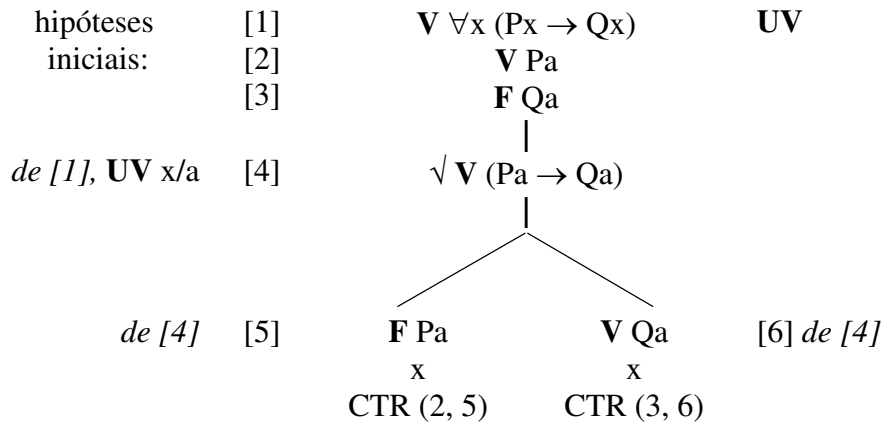 hipóteses [1] V ∀x (Px → Qx) UV
iniciais: [2] V Pa
[3] F Qa
de [1], UV x/a [4] √ V (Pa → Qa)
de [4] [5] F Pa V Qa [6] de [4]
x x
CTR (2, 5) CTR (3, 6)